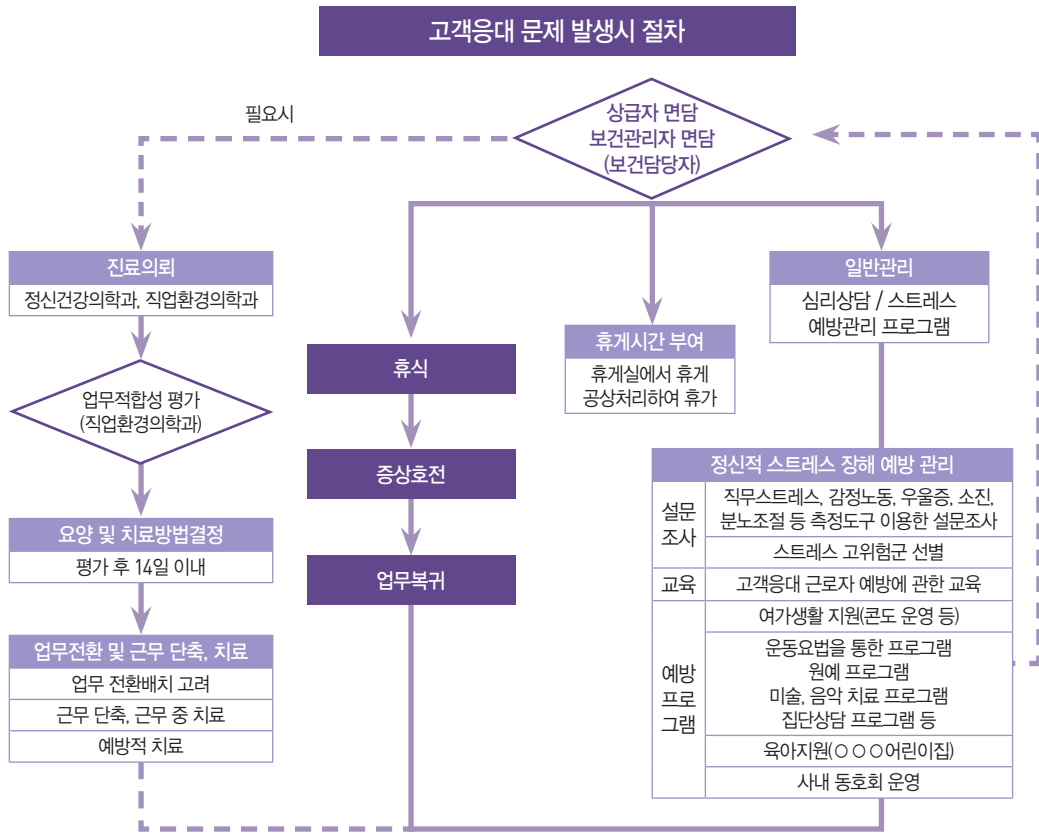 고객응대 문제 발생시 절차
필요시
상급자 면담
보건관리자 면담
(보건담당자)
진료의뢰
정신건강의학과, 직업환경의학과
업무적합성 평가
(직업환경의학과)
요양 및 치료방법결정
평가 후 14일 이내
업무전환 및 근무 단축, 치료
업무 전환배치 고려
근무 단축, 근무 중 치료
예방적 치료
휴식
증상호전
업무복귀
휴게시간 부여
휴게실에서 휴게
공상처리하여 휴가
일반관리
심리상담 / 스트레스
예방관리 프로그램
정신적 스트레스 장해 예방 관리
설문
조사
직무스트레스, 감정노동, 우울증, 소진,
분노조절 등 측정도구 이용한 설문조사
스트레스 고위험군 선별
교육
고객응대 근로자 예방에 관한 교육
예방
프로
그램
여가생활 지원(콘도 운영 등)
운동요법을 통한 프로그램
원예 프로그램
미술, 음악 치료 프로그램
집단상담 프로그램 등
육아지원(○○○어린이집)
사내 동호회 운영